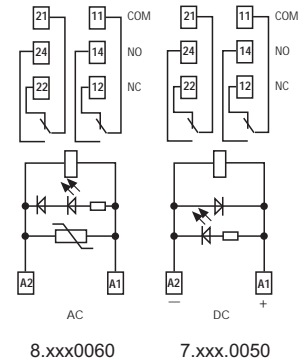 21 11 COM 21 11 COM
24 14 NO 24 14 NO
22 12 NC 22 12 NC
A2 A1 A2 A1
AC — DC +
8.xxx0060 7.xxx.0050